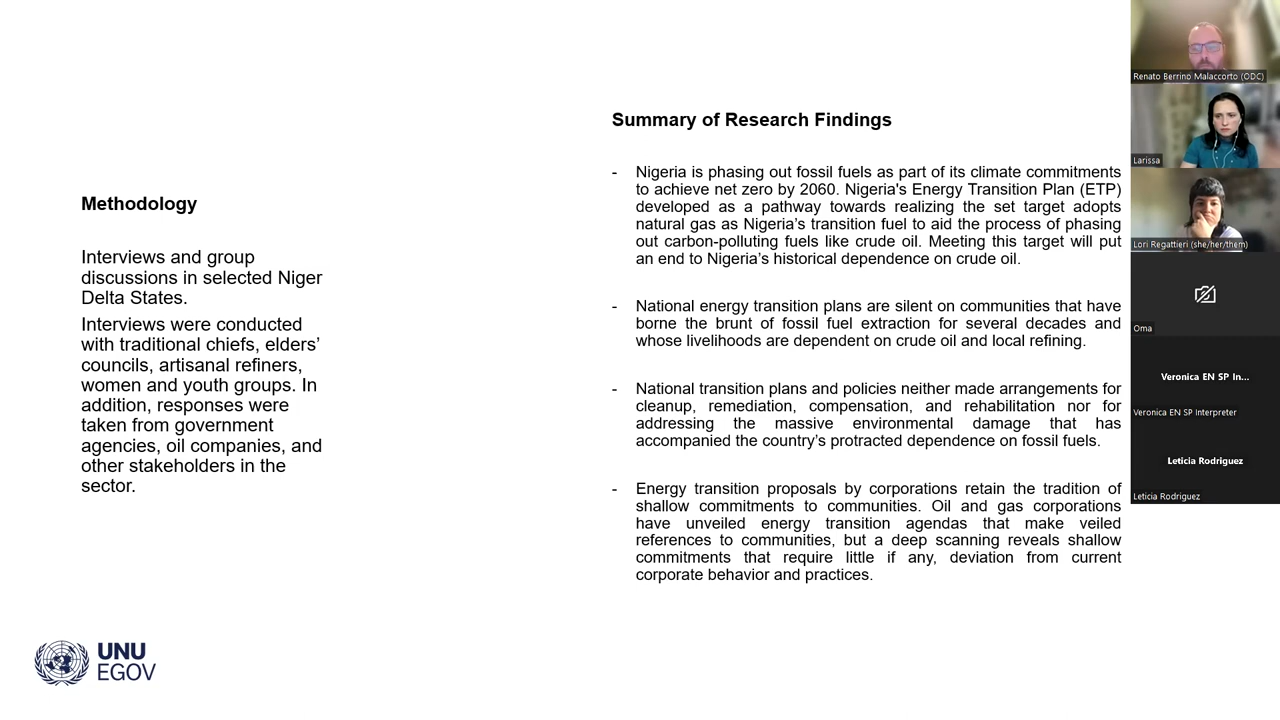 Methodology
Interviews and group
discussions in selected Niger
Delta States.
Interviews were conducted
with traditional chiefs, elders’
councils, artisanal refiners,
women and youth groups. In
addition, responses were
taken from government
agencies, oil companies, and
other stakeholders in the
sector.
Summary of Research Findings
- Nigeria is phasing out fossil fuels as part of its climate commitments
to achieve net zero by 2060. Nigeria's Energy Transition Plan (ETP)
developed as a pathway towards realizing the set target adopts
natural gas as Nigeria’s transition fuel to aid the process of phasing
out carbon-polluting fuels like crude oil. Meeting this target will put
an end to Nigeria’s historical dependence on crude oil.
- National energy transition plans are silent on communities that have
borne the brunt of fossil fuel extraction for several decades and
whose livelihoods are dependent on crude oil and local refining.
- National transition plans and policies neither made arrangements for
cleanup, remediation, compensation, and rehabilitation nor for
addressing the massive environmental damage that has
accompanied the country’s protracted dependence on fossil fuels.
- Energy transition proposals by corporations retain the tradition of
shallow commitments to communities. Oil and gas corporations
have unveiled energy transition agendas that make veiled
references to communities, but a deep scanning reveals shallow
commitments that require little if any, deviation from current
corporate behavior and practices.
UNU
EGOV
Renato Berrino Malaccorto (ODC)
Larissa
Lori Regattieri (she/her/them)
Oma
Veronica EN SP In...
Veronica EN SP Interpreter
Leticia Rodriguez
Leticia Rodriguez